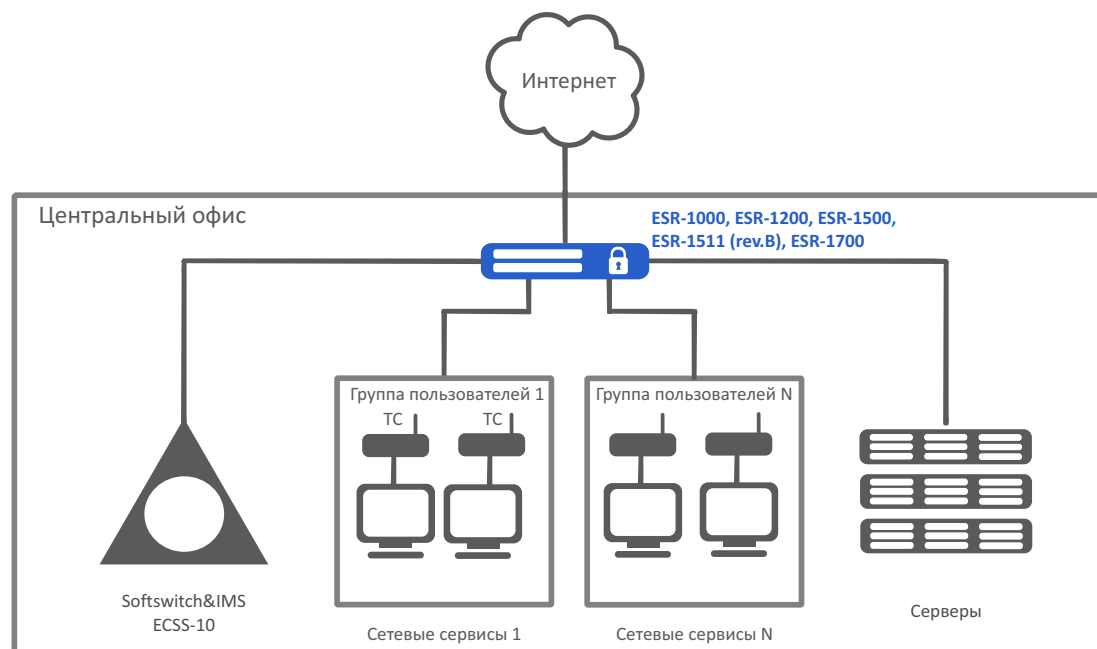 Интернет
Центральный офис
ESR-1000, ESR-1200, ESR-1500,
ESR-1511 (rev.B), ESR-1700
Группа пользователей 1
ТС ТС
Группа пользователей N
Softswitch&IMS
ECSS-10
Сетевые сервисы 1
Сетевые сервисы N
Серверы